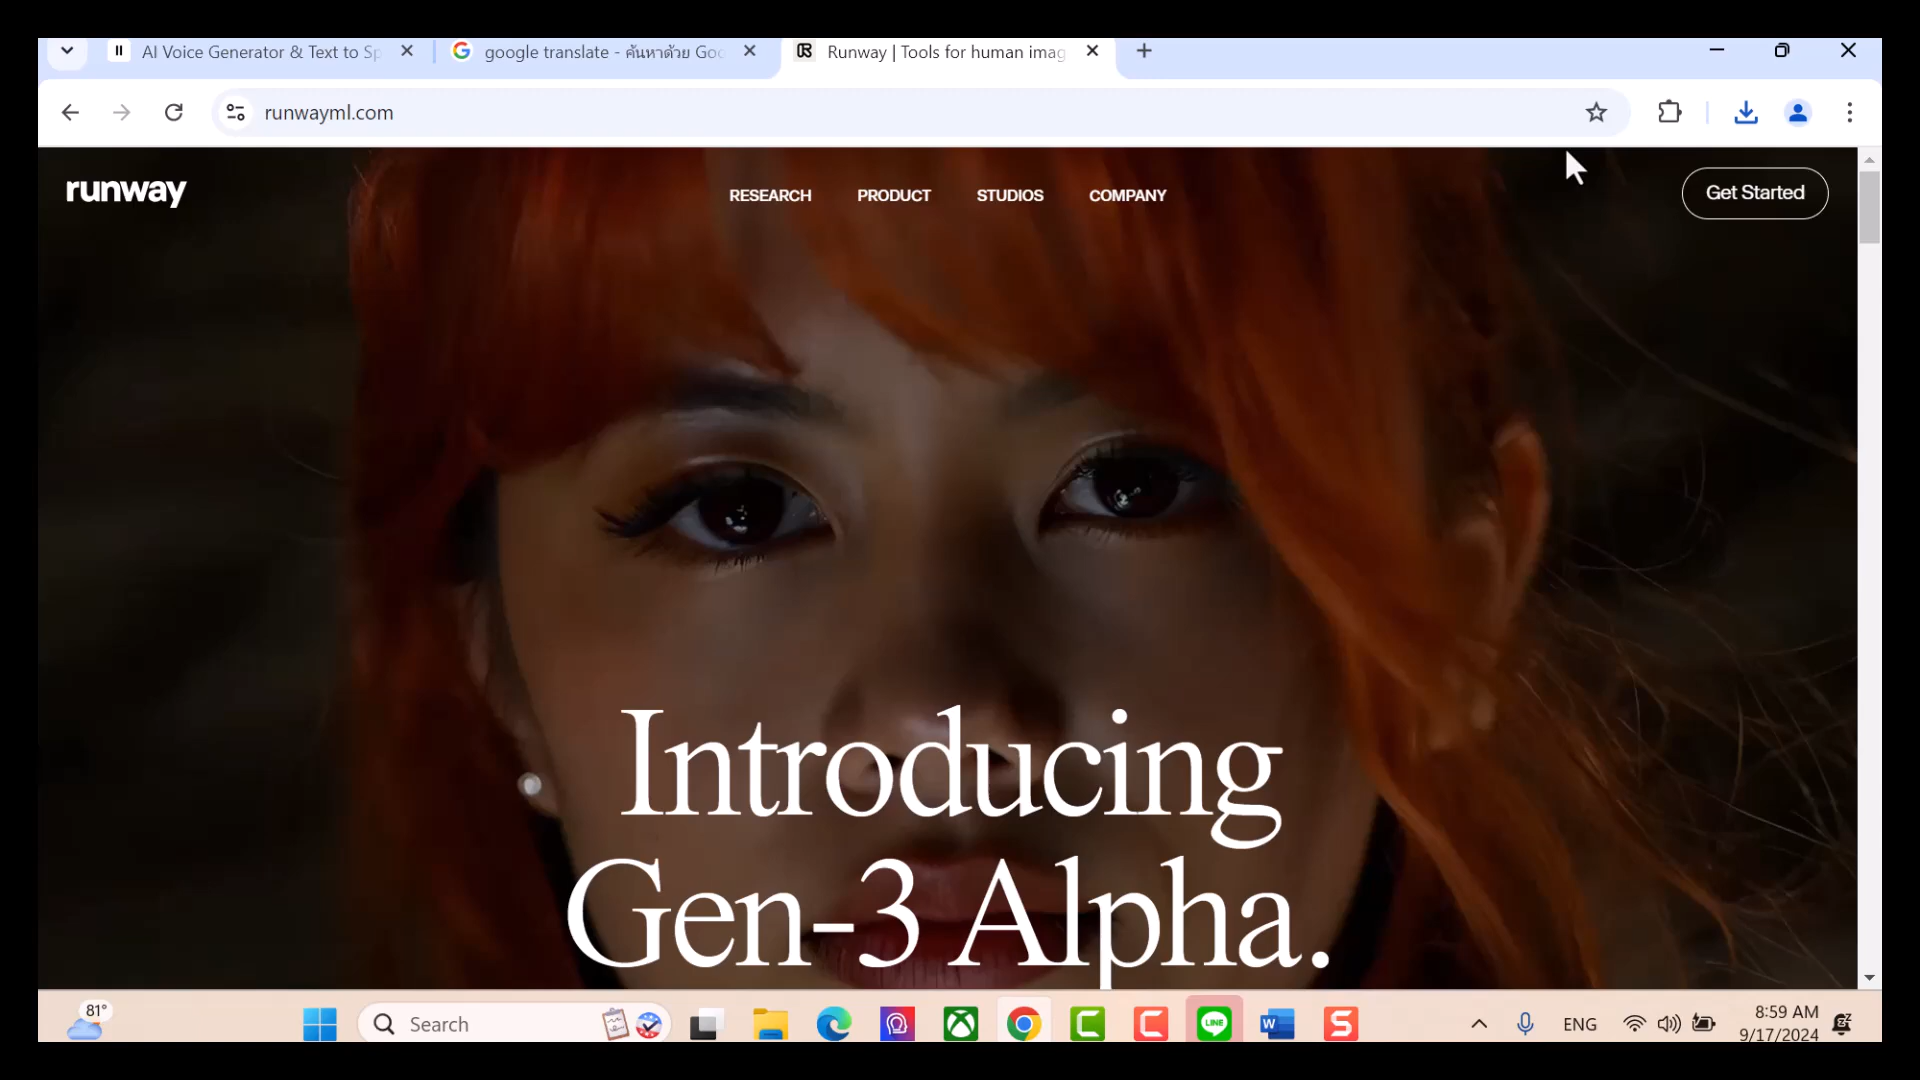 AI Voice Generator & Text to Sp
google translate - ค้นหาด้วย Goo
Runway | Tools for human imag
runwayml.com
runway
RESEARCH
PRODUCT
STUDIOS
COMPANY
Get Started
Introducing
Gen-3 Alpha.
81°
Search
LINE
W
S
ENG
8:59 AM
9/17/2024